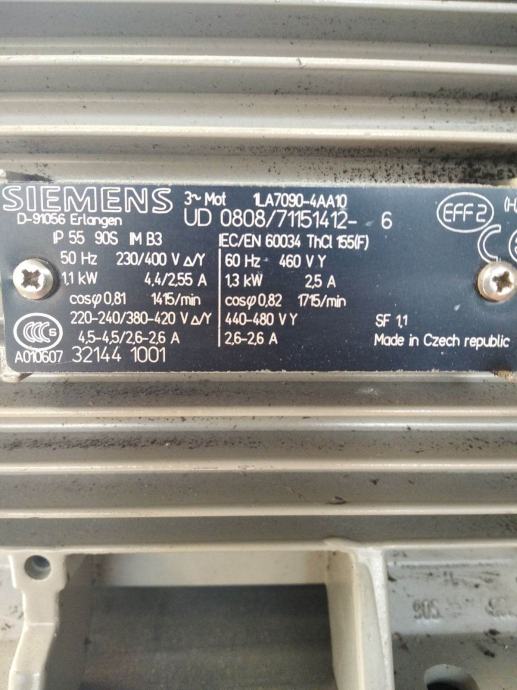 SIEMENS 3~ Mot 1LA7090-4AA10
D-91056 Erlangen UD 0808/71151412- 6 EFF2
IP 55 90S IM B3 IEC/EN 60034 ThCl 155(F)
50 Hz 230/400 V Δ/Y 60 Hz 460 V Y
1,1 kW 4,4/2,55 A 1,3 kW 2,5 A
cosφ 0,81 1415/min cosφ 0,82 1715/min
220-240/380-420 V Δ/Y 440-480 V Y SF 1,1
4,5-4,5/2,6-2,6 A 2,6-2,6 A Made in Czech republic
A010607 32144 1001
90S